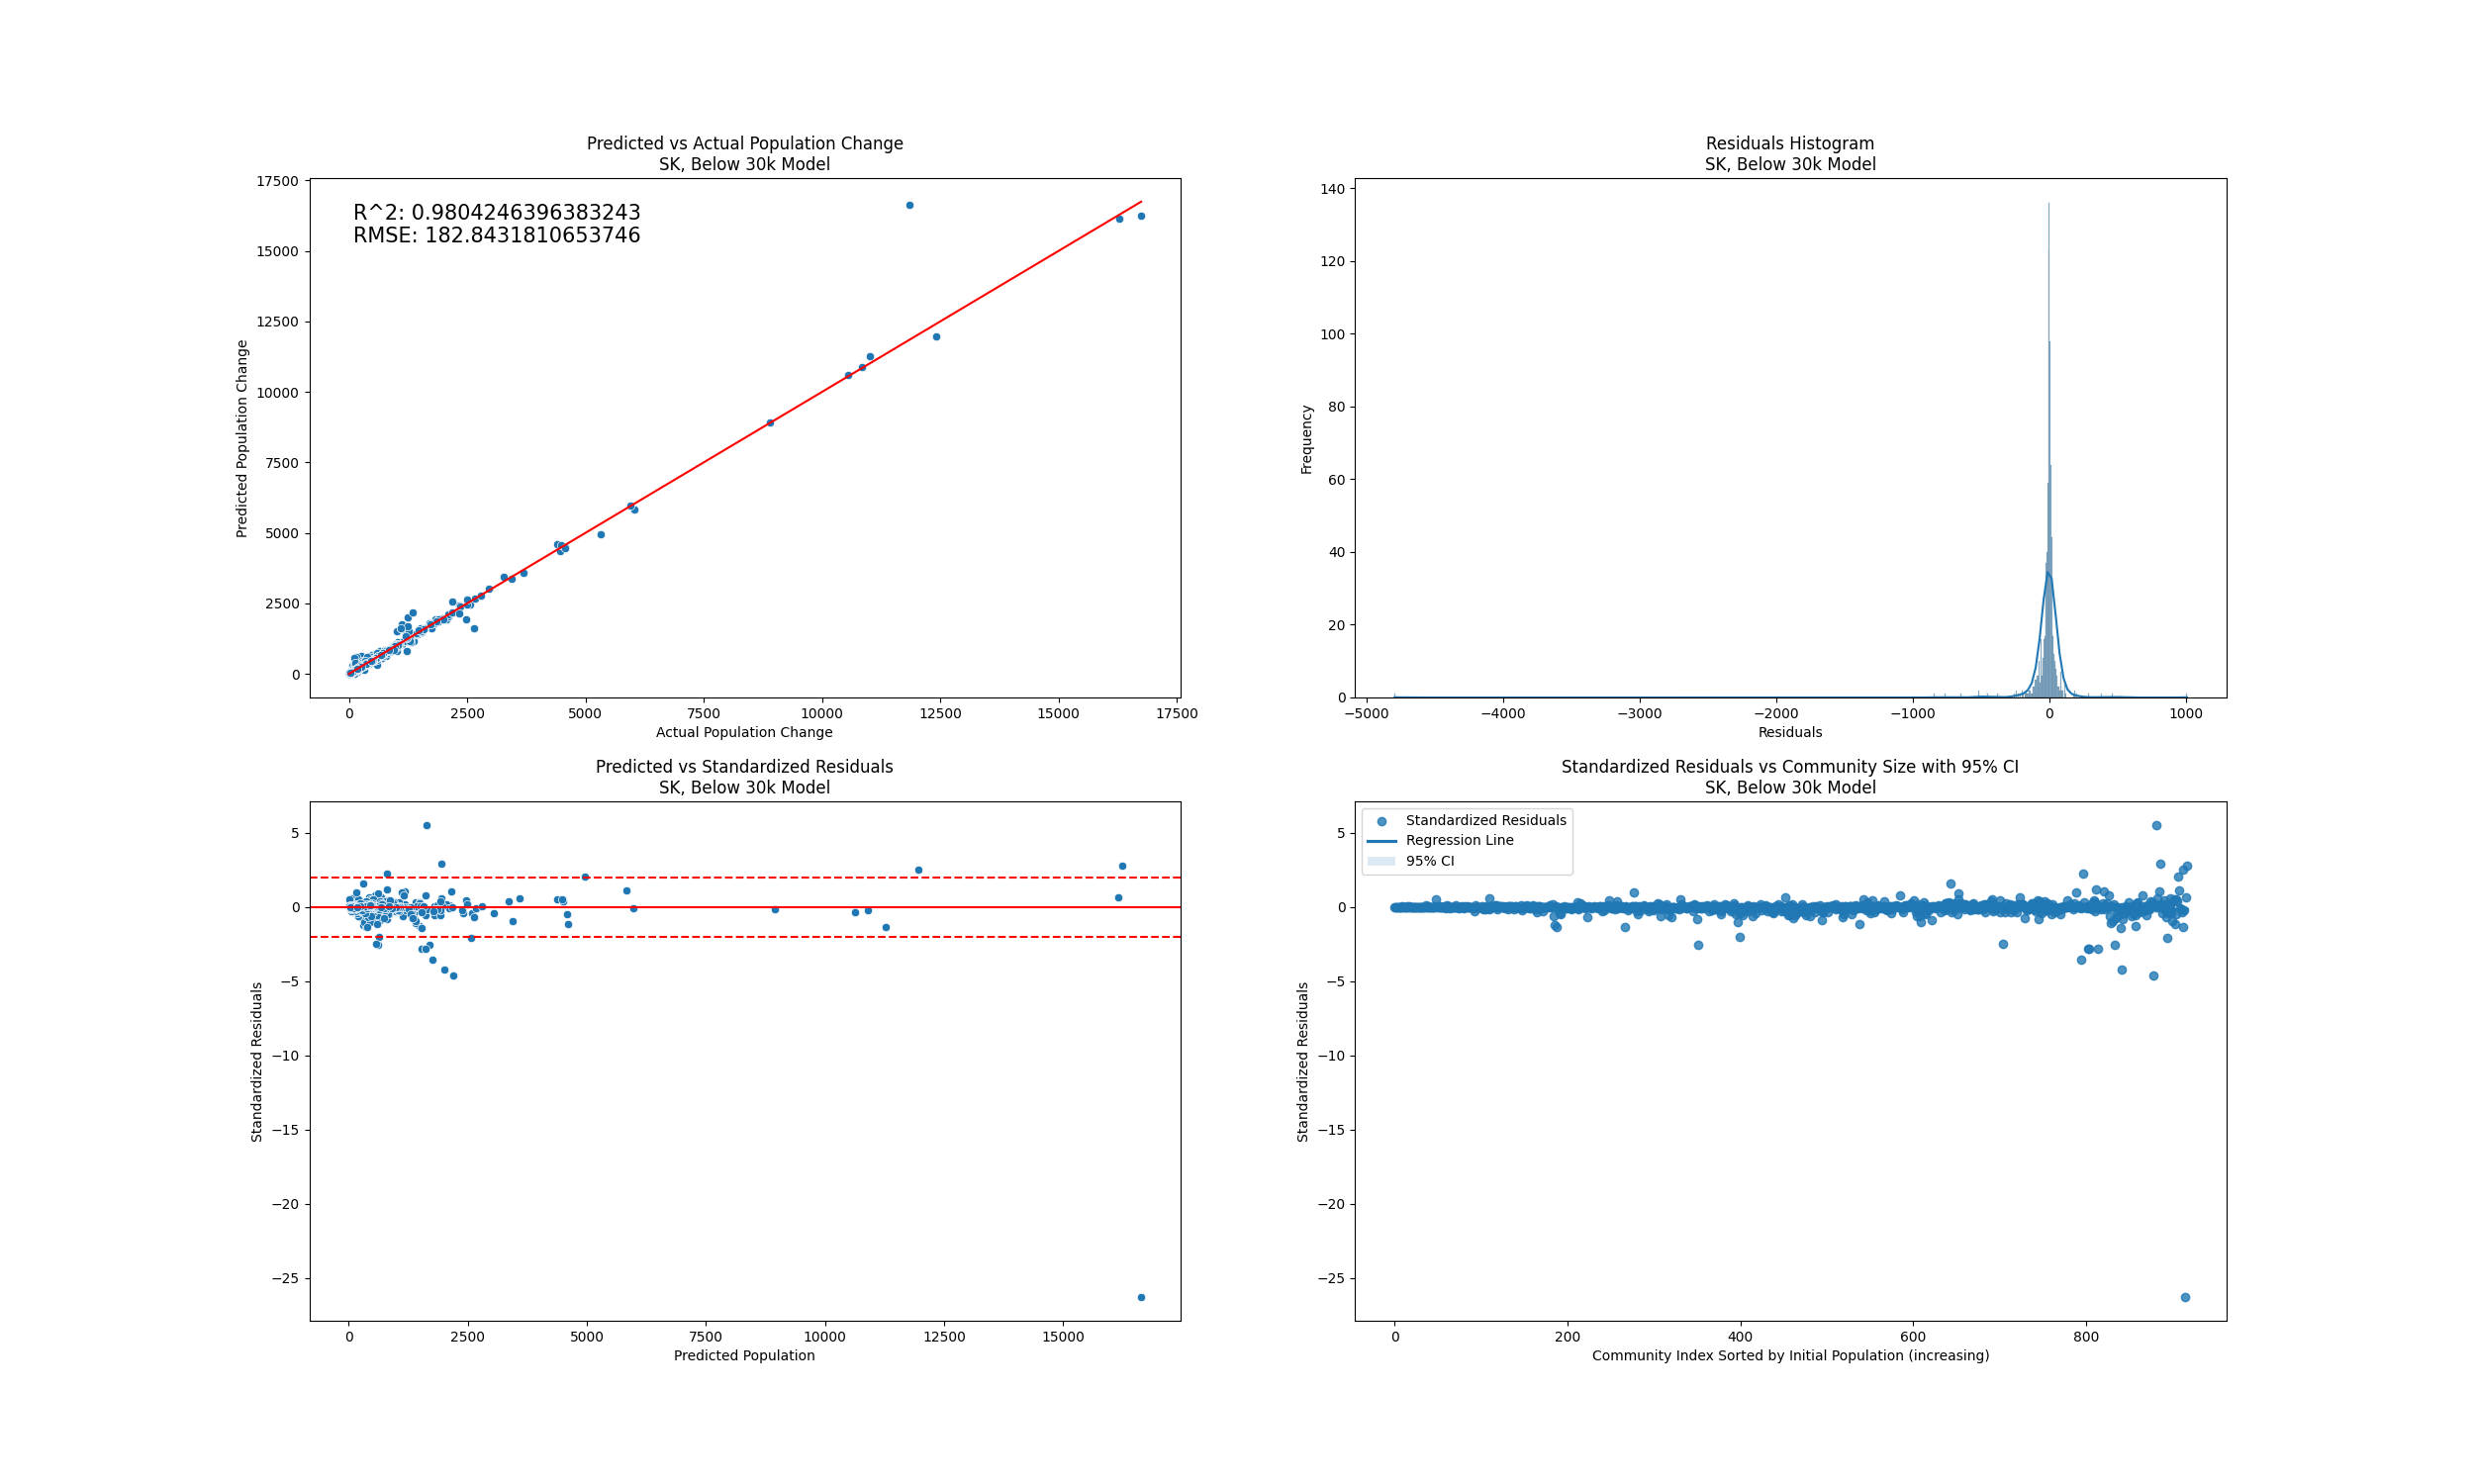 Predicted vs Actual Population Change
SK, Below 30k Model
R^2: 0.9804246396383243
RMSE: 182.8431810653746
17500
15000
12500
10000
7500
5000
2500
0
Predicted Population Change
0 2500 5000 7500 10000 12500 15000 17500
Actual Population Change
Residuals Histogram
SK, Below 30k Model
140
120
100
80
60
40
20
0
Frequency
−5000 −4000 −3000 −2000 −1000 0 1000
Residuals
Predicted vs Standardized Residuals
SK, Below 30k Model
5
0
−5
−10
−15
−20
−25
Standardized Residuals
0 2500 5000 7500 10000 12500 15000
Predicted Population
Standardized Residuals vs Community Size with 95% CI
SK, Below 30k Model
Standardized Residuals
Regression Line
95% CI
5
0
−5
−10
−15
−20
−25
Standardized Residuals
0 200 400 600 800
Community Index Sorted by Initial Population (increasing)